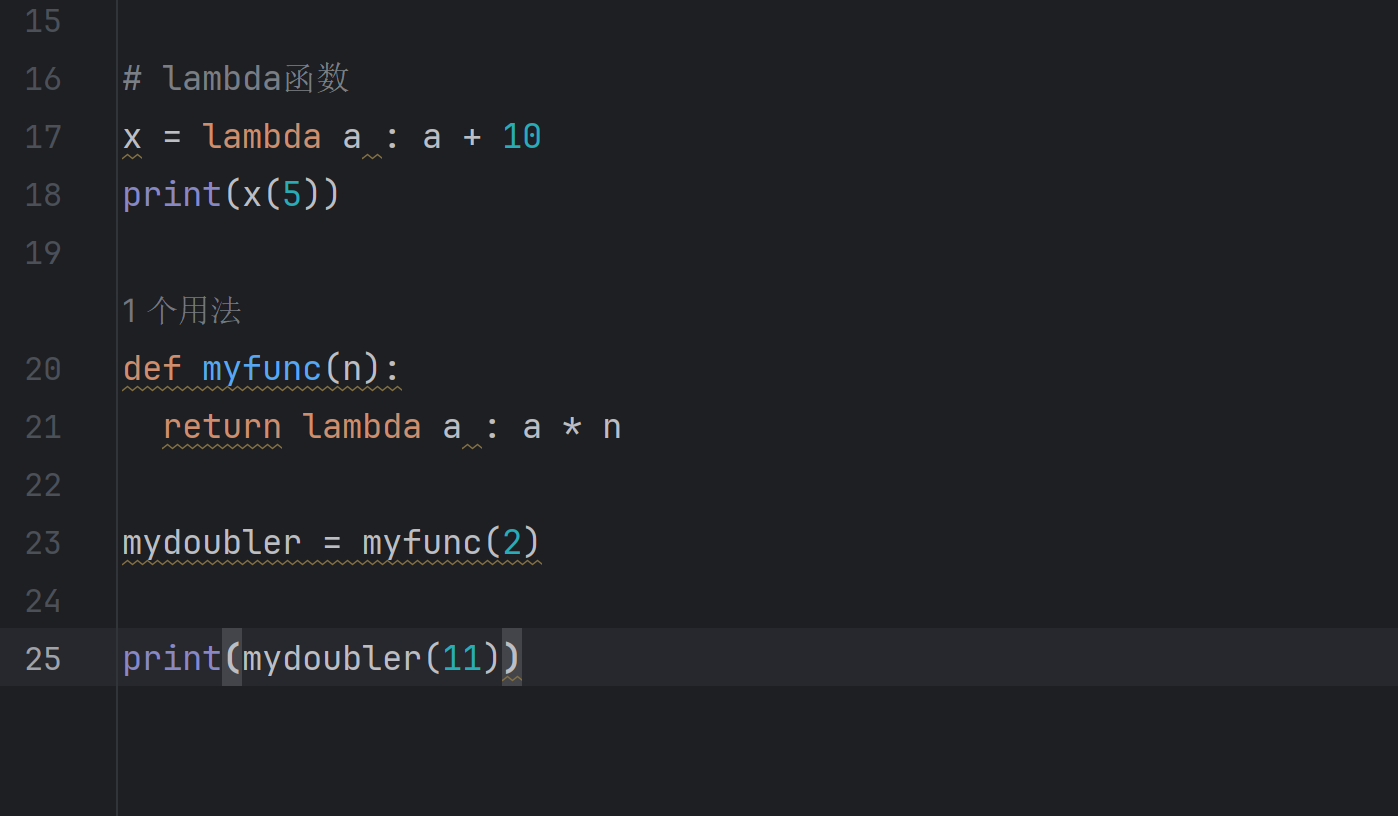 15
16 # lambda函数
17 x = lambda a : a + 10
18 print(x(5))
19
1 个用法
20 def myfunc(n):
21   return lambda a : a * n
22
23 mydoubler = myfunc(2)
24
25 print(mydoubler(11))